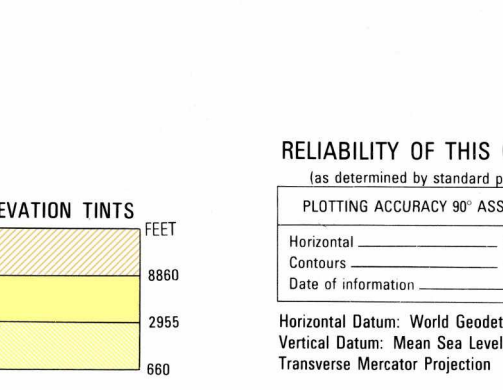 EVATION TINTS
FEET
8860
2955
660
RELIABILITY OF THIS
(as determined by standard p
PLOTTING ACCURACY 90° ASS
Horizontal
Contours
Date of information
Horizontal Datum: World Geodet
Vertical Datum: Mean Sea Level
Transverse Mercator Projection